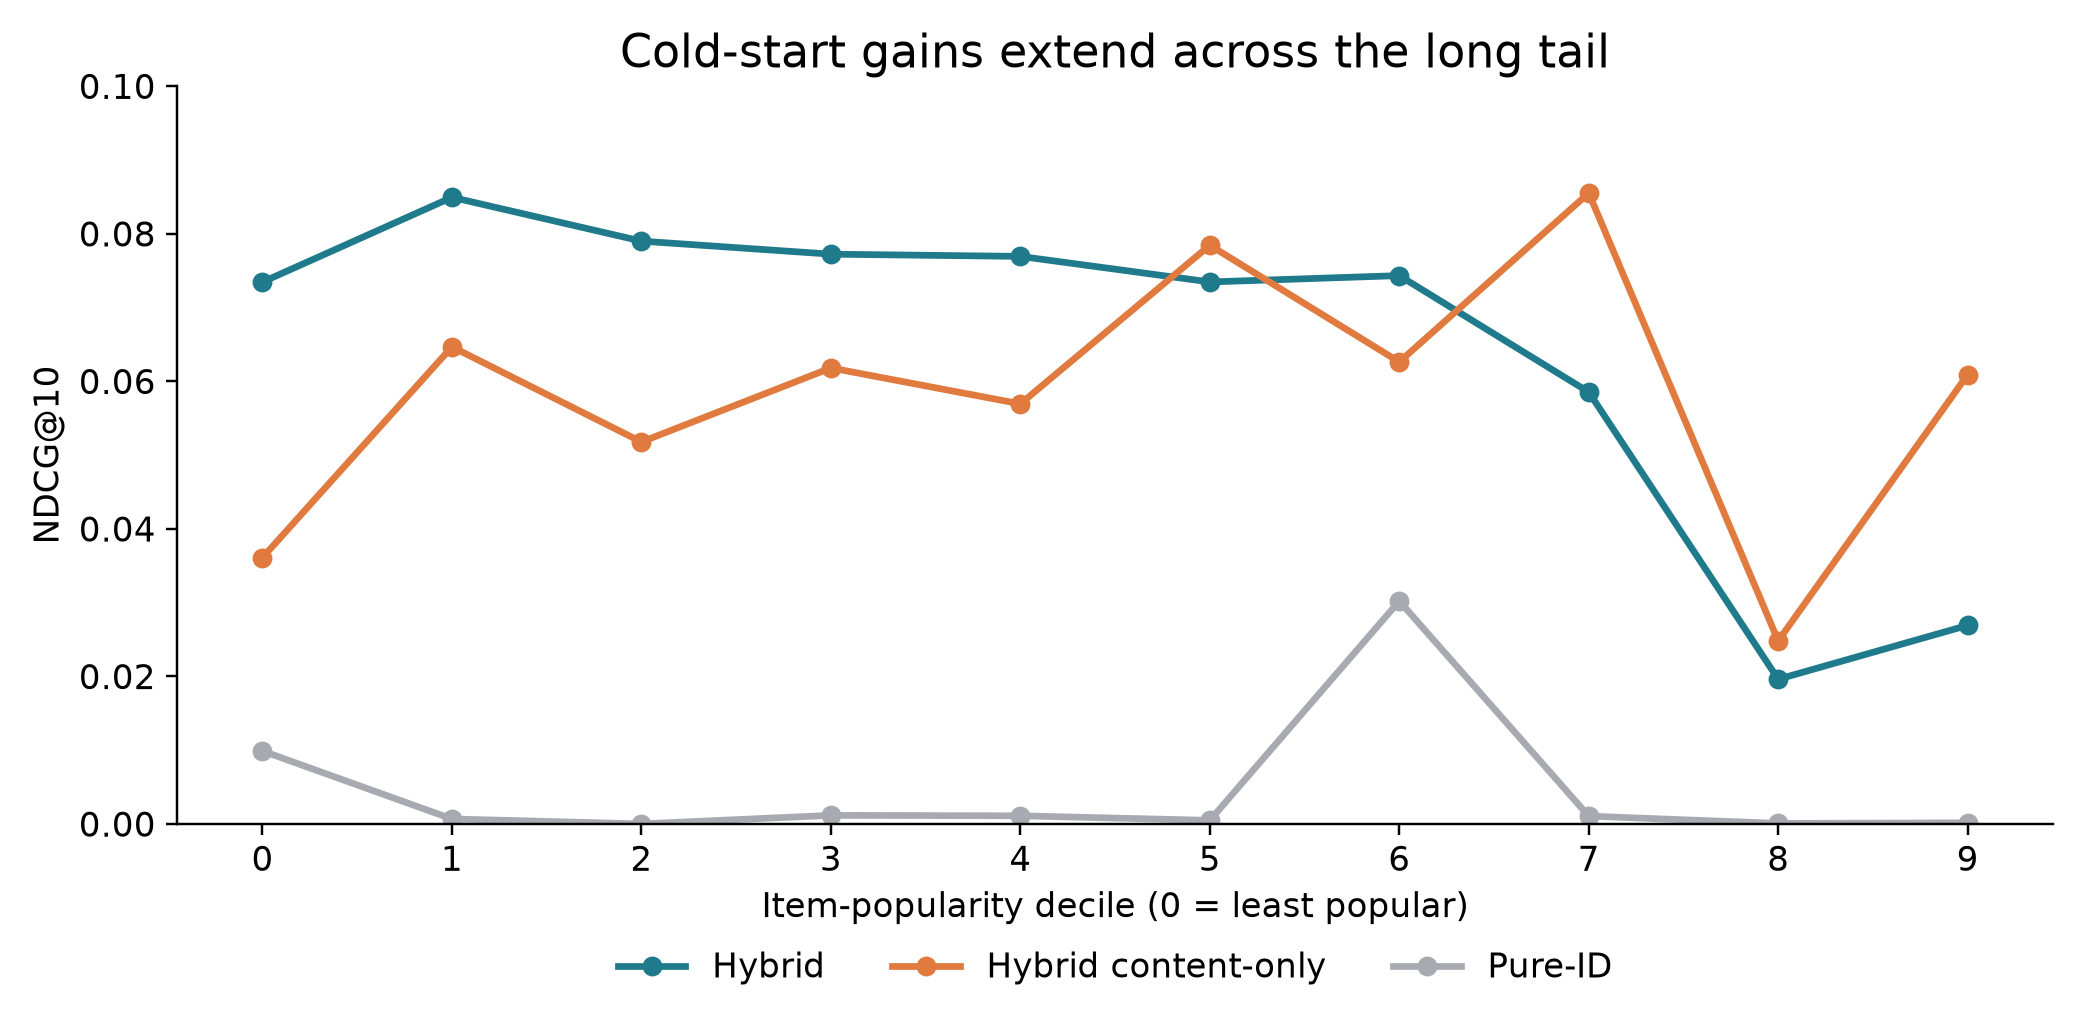 Cold-start gains extend across the long tail
0.10
0.08
0.06
0.04
0.02
0.00
NDCG@10
0 1 2 3 4 5 6 7 8 9
Item-popularity decile (0 = least popular)
Hybrid Hybrid content-only Pure-ID